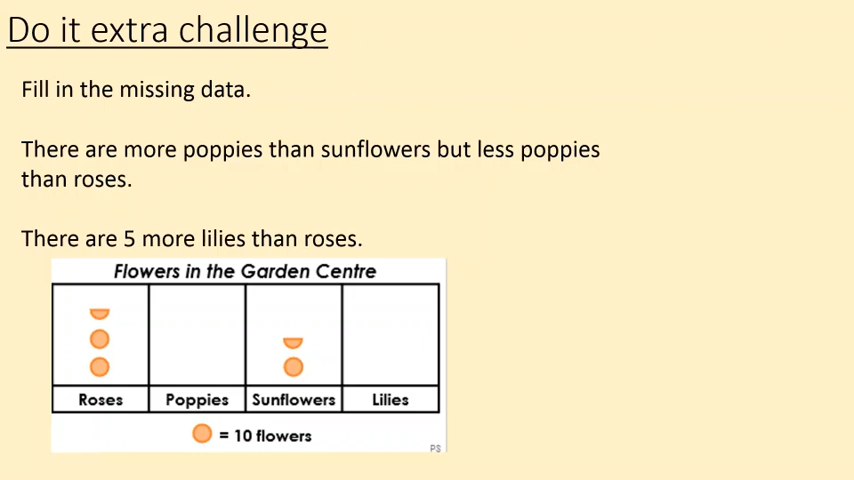 Do it extra challenge
Fill in the missing data.
There are more poppies than sunflowers but less poppies
than roses.
There are 5 more lilies than roses.
Flowers in the Garden Centre
Roses Poppies Sunflowers Lilies
= 10 flowers
PS